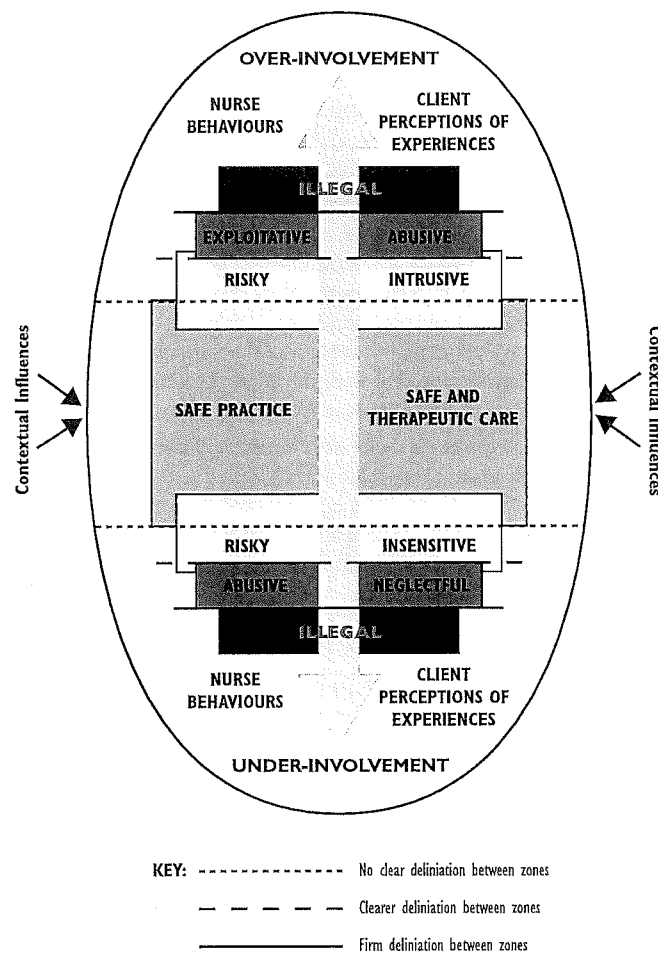 OVER-INVOLVEMENT
NURSE
BEHAVIOURS
CLIENT
PERCEPTIONS OF
EXPERIENCES
ILLEGAL
EXPLOITATIVE
ABUSIVE
RISKY
INTRUSIVE
Contextual Influences
SAFE PRACTICE
SAFE AND
THERAPEUTIC CARE
Contextual Influences
RISKY
INSENSITIVE
ABUSIVE
NEGLECTFUL
ILLEGAL
NURSE
BEHAVIOURS
CLIENT
PERCEPTIONS OF
EXPERIENCES
UNDER-INVOLVEMENT
KEY:
No clear deliniation between zones
Clearer deliniation between zones
Firm deliniation between zones